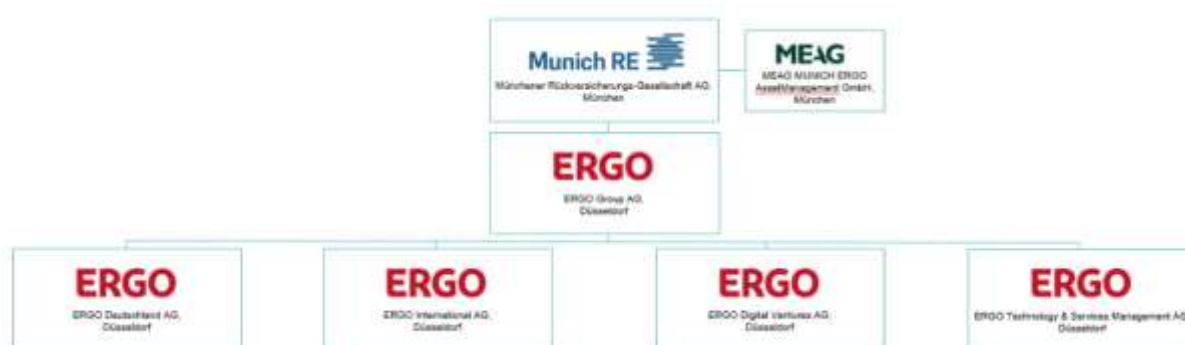 Munich RE
Münchener Rückversicherungs-Gesellschaft AG,
München
MEAG
MEAG MUNICH ERGO
AssetManagement GmbH,
München
ERGO
ERGO Group AG,
Düsseldorf
ERGO
ERGO Deutschland AG,
Düsseldorf
ERGO
ERGO International AG,
Düsseldorf
ERGO
ERGO Digital Ventures AG,
Düsseldorf
ERGO
ERGO Technology & Services Management AG
Düsseldorf